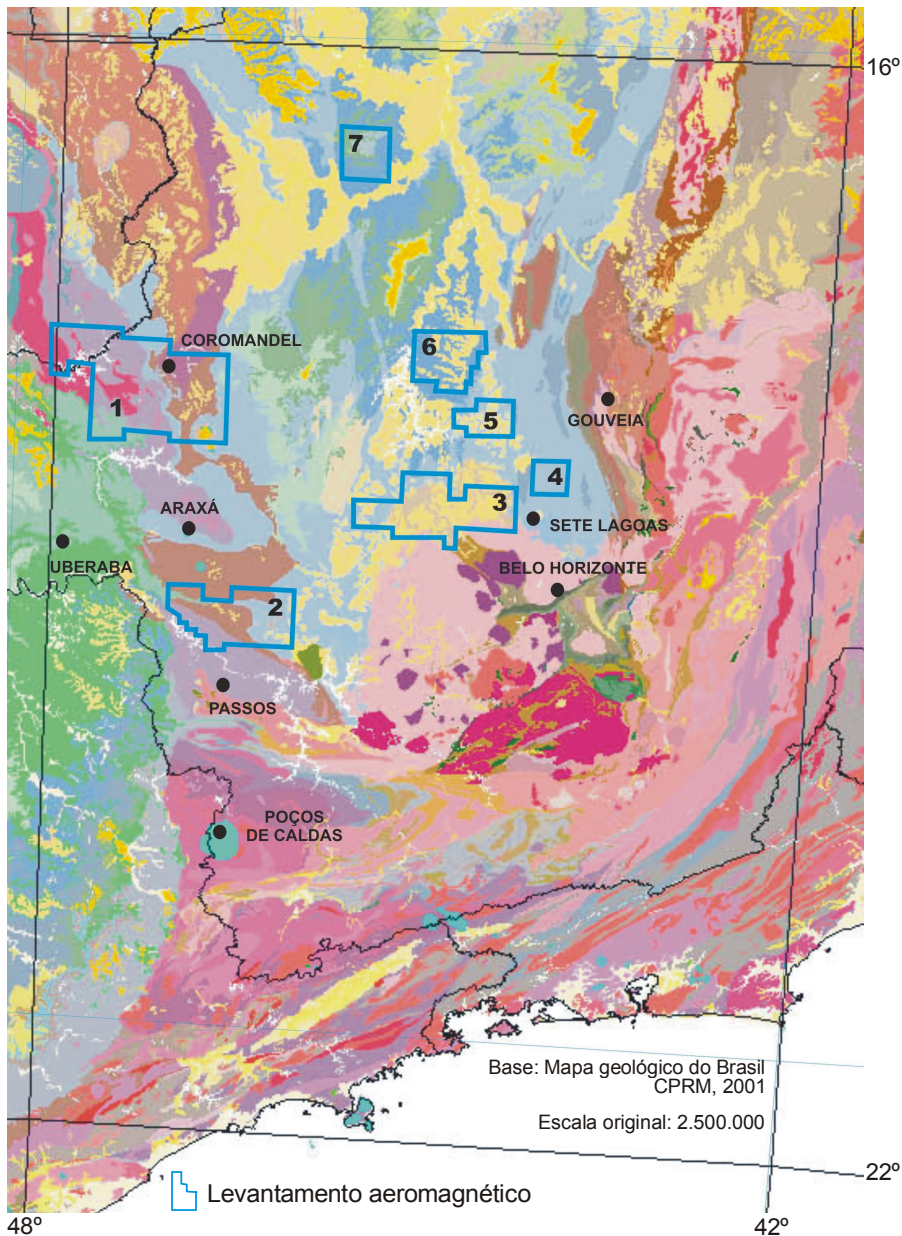 16º
7
COROMANDEL
6
1
5
GOUVEIA
4
3
ARAXÁ
SETE LAGOAS
UBERABA
BELO HORIZONTE
2
PASSOS
POÇOS
DE CALDAS
Base: Mapa geológico do Brasil
CPRM, 2001
Escala original: 2.500.000
22º
Levantamento aeromagnético
48º
42º